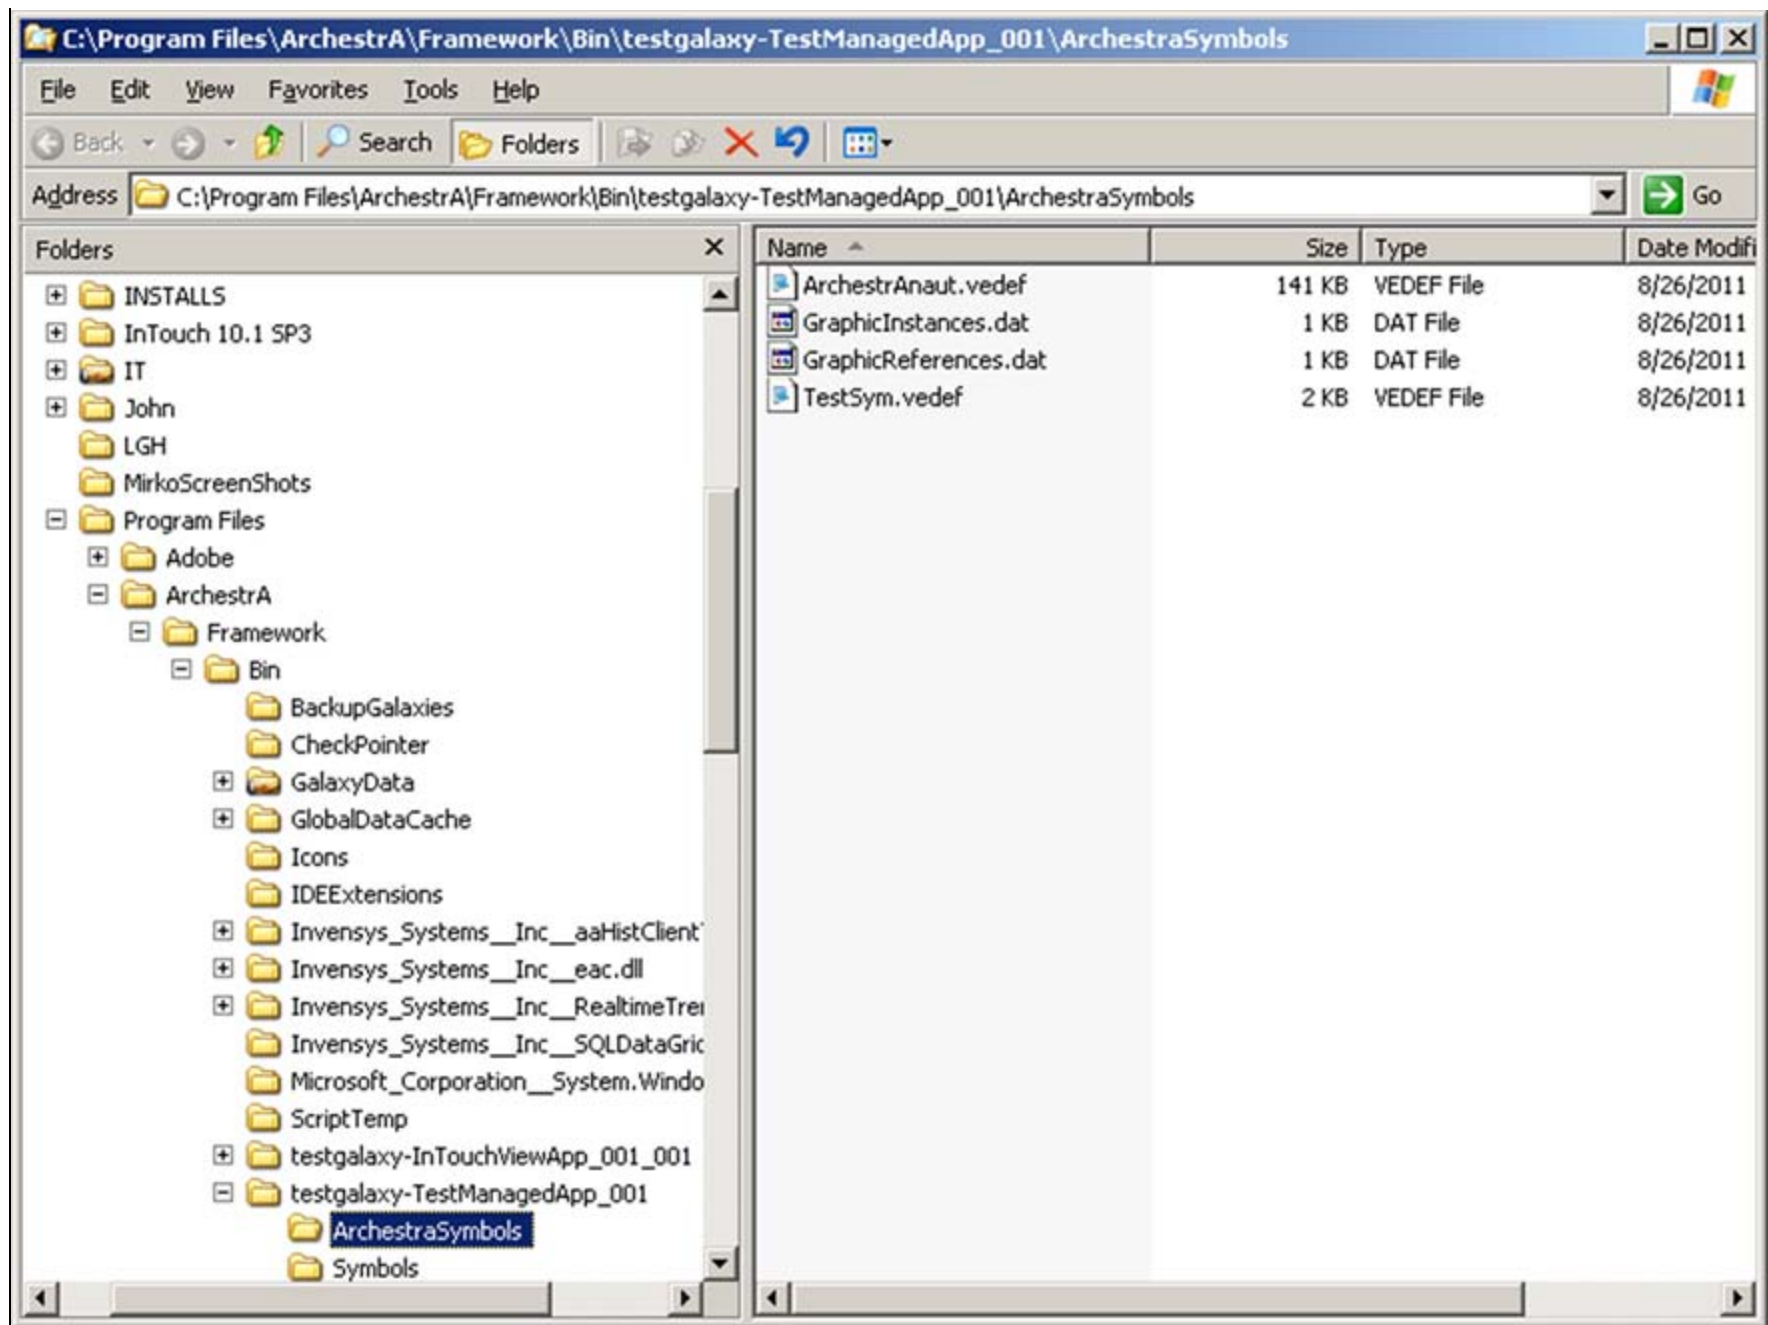 C:\Program Files\ArchestrA\Framework\Bin\testgalaxy-TestManagedApp_001\ArchestraSymbols
File Edit View Favorites Tools Help
Back Search Folders
Address C:\Program Files\ArchestrA\Framework\Bin\testgalaxy-TestManagedApp_001\ArchestraSymbols Go
Folders
INSTALLS
InTouch 10.1 SP3
IT
John
LGH
MirkoScreenShots
Program Files
Adobe
ArchestrA
Framework
Bin
BackupGalaxies
CheckPointer
GalaxyData
GlobalDataCache
Icons
IDEExtensions
Invensys_Systems__Inc__aaHistClient
Invensys_Systems__Inc__eac.dll
Invensys_Systems__Inc__RealtimeTre
Invensys_Systems__Inc__SQLDataGric
Microsoft_Corporation__System.Windo
ScriptTemp
testgalaxy-InTouchViewApp_001_001
testgalaxy-TestManagedApp_001
ArchestraSymbols
Symbols
Name Size Type Date Modifi
ArchestrAnaut.vedef 141 KB VEDEF File 8/26/2011
GraphicInstances.dat 1 KB DAT File 8/26/2011
GraphicReferences.dat 1 KB DAT File 8/26/2011
TestSym.vedef 2 KB VEDEF File 8/26/2011